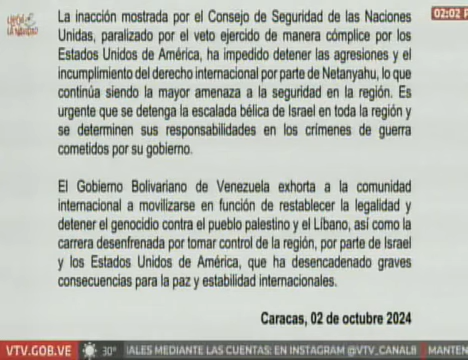 La inacción mostrada por el Consejo de Seguridad de las Naciones
Unidas, paralizado por el veto ejercido de manera cómplice por los
Estados Unidos de América, ha impedido detener las agresiones y el
incumplimiento del derecho internacional por parte de Netanyahu, lo que
continúa siendo la mayor amenaza a la seguridad en la región. Es
urgente que se detenga la escalada bélica de Israel en toda la región y
se determinen sus responsabilidades en los crímenes de guerra
cometidos por su gobierno.
El Gobierno Bolivariano de Venezuela exhorta a la comunidad
internacional a movilizarse en función de restablecer la legalidad y
detener el genocidio contra el pueblo palestino y el Líbano, así como la
carrera desenfrenada por tomar control de la región, por parte de Israel
y los Estados Unidos de América, que ha desencadenado graves
consecuencias para la paz y estabilidad internacionales.
Caracas, 02 de octubre 2024
02:02 P
VTV.GOB.VE 30° IALES MEDIANTE LAS CUENTAS: EN INSTAGRAM @VTV_CANAL8 MANTEN